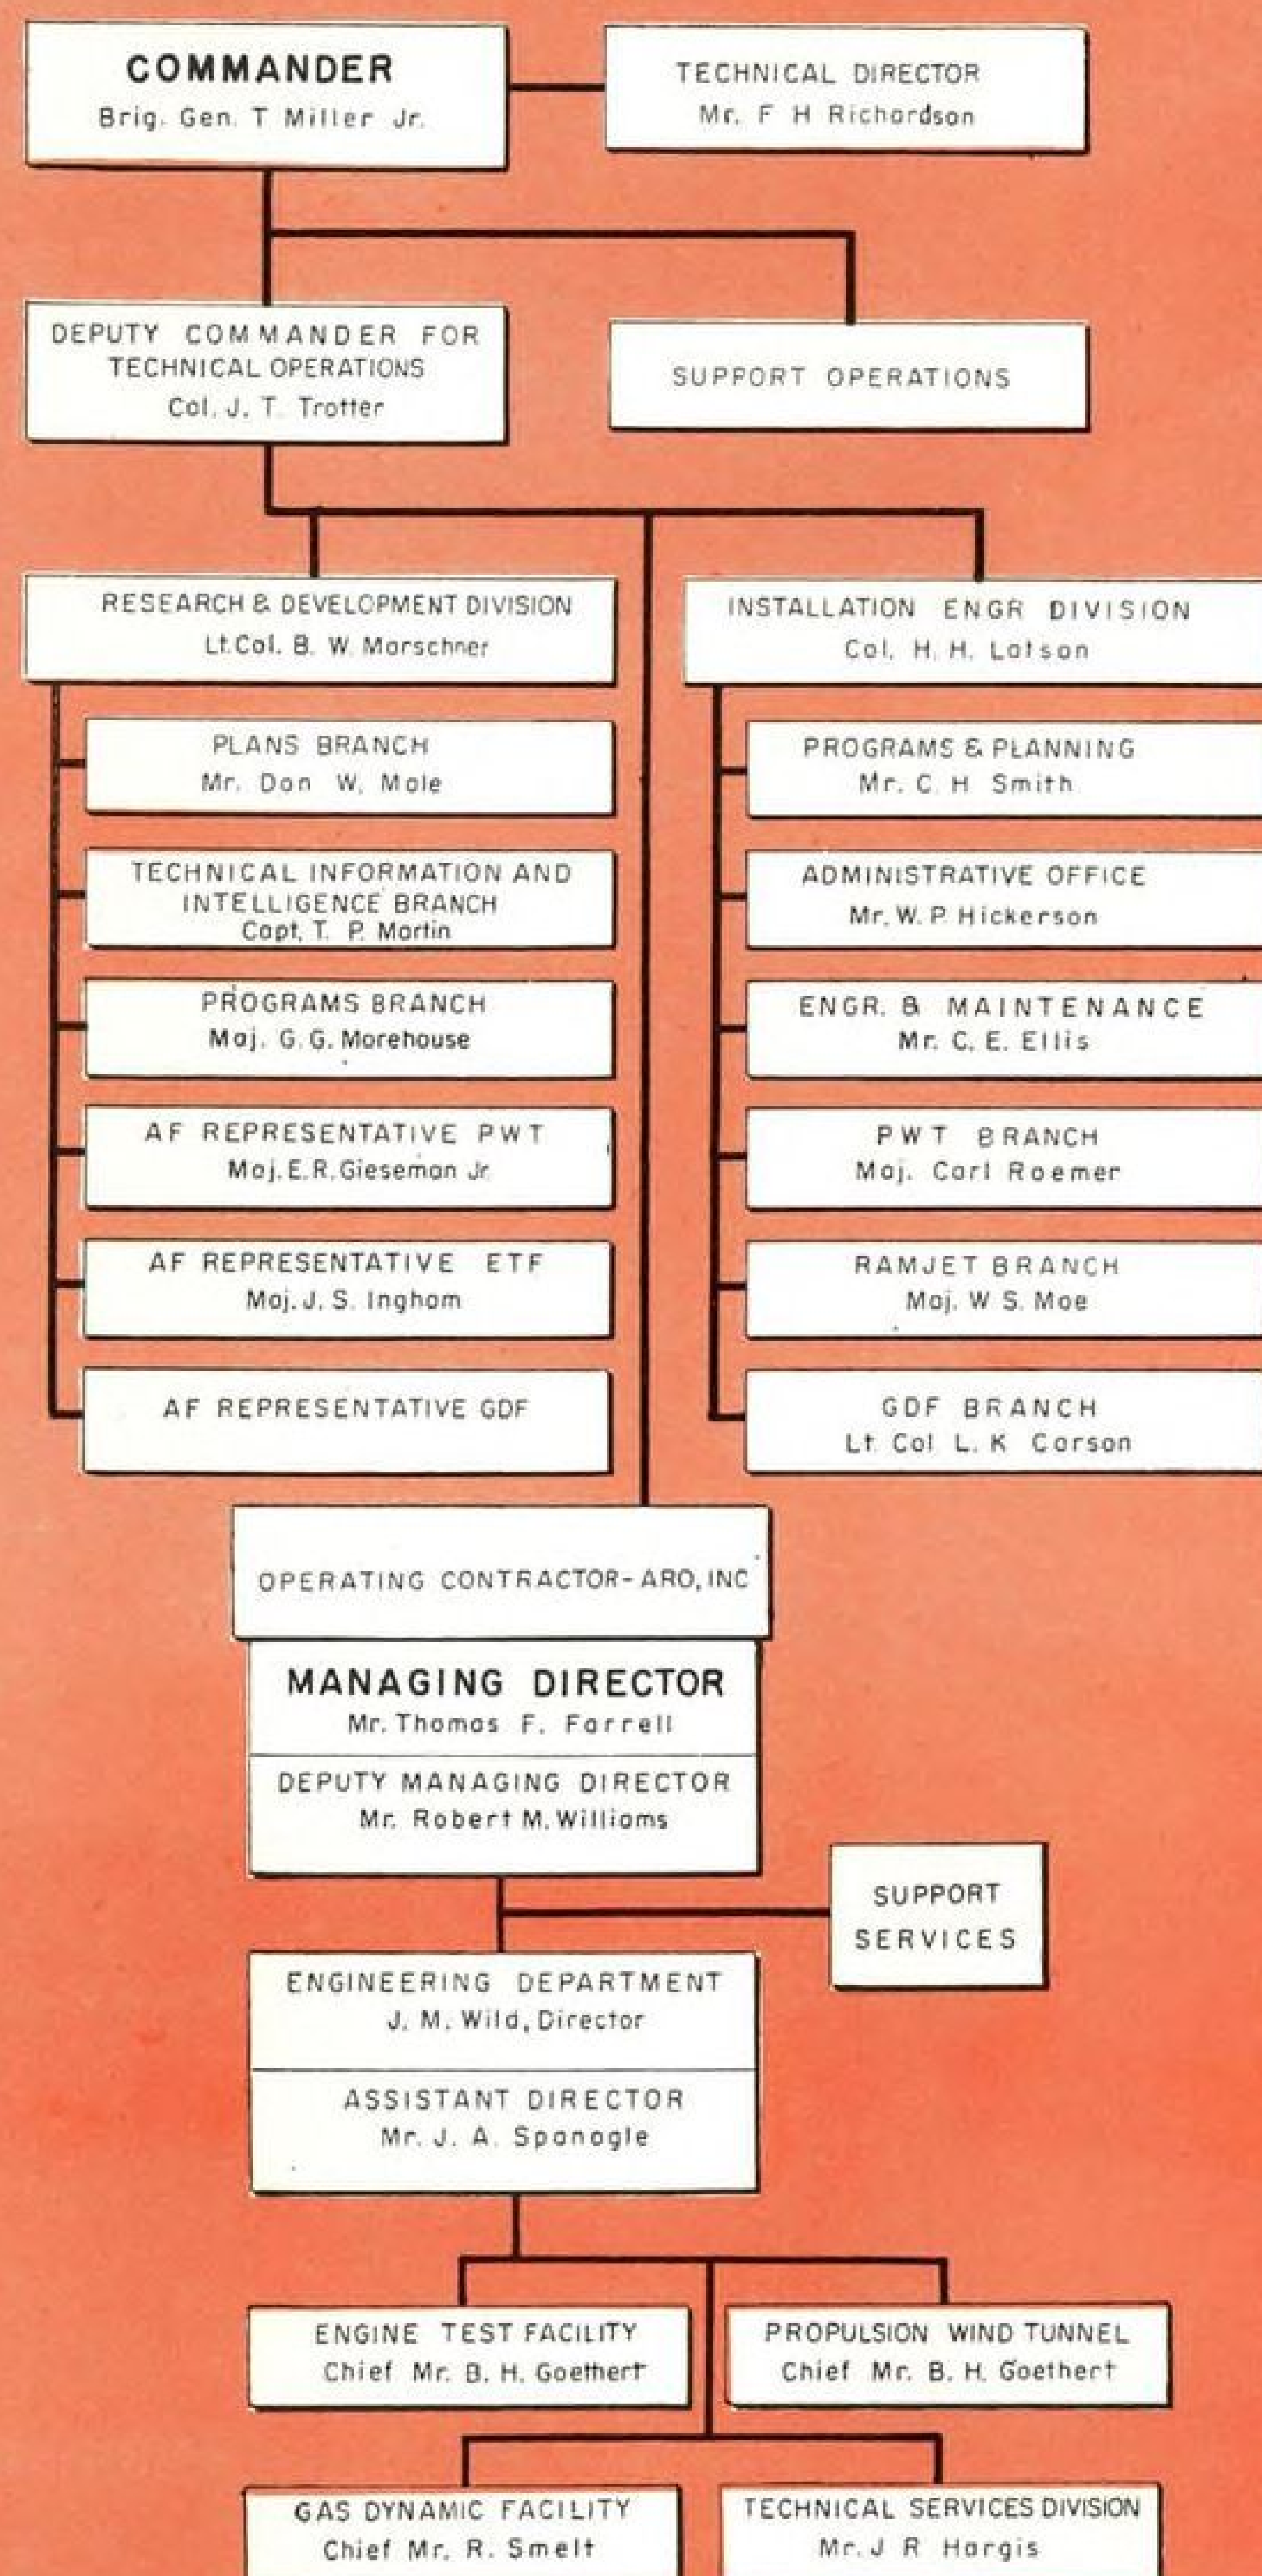 COMMANDER
Brig. Gen. T Miller Jr.
TECHNICAL DIRECTOR
Mr. F H Richardson
DEPUTY COMMANDER FOR
TECHNICAL OPERATIONS
Col. J. T. Trotter
SUPPORT OPERATIONS
RESEARCH & DEVELOPMENT DIVISION
Lt. Col. B. W. Marschner
PLANS BRANCH
Mr. Don W. Male
TECHNICAL INFORMATION AND
INTELLIGENCE BRANCH
Capt. T. P. Martin
PROGRAMS BRANCH
Maj. G. G. Morehouse
AF REPRESENTATIVE PWT
Maj. E. R. Gieseman Jr
AF REPRESENTATIVE ETF
Maj. J. S. Ingham
AF REPRESENTATIVE GDF
INSTALLATION ENGR DIVISION
Col. H. H. Latson
PROGRAMS & PLANNING
Mr. C H Smith
ADMINISTRATIVE OFFICE
Mr. W. P. Hickerson
ENGR. & MAINTENANCE
Mr. C. E. Ellis
PWT BRANCH
Maj. Carl Roemer
RAMJET BRANCH
Maj. W S. Moe
GDF BRANCH
Lt Col L. K Carson
OPERATING CONTRACTOR-ARO, INC
MANAGING DIRECTOR
Mr. Thomas F. Farrell
DEPUTY MANAGING DIRECTOR
Mr. Robert M. Williams
SUPPORT
SERVICES
ENGINEERING DEPARTMENT
J. M. Wild, Director
ASSISTANT DIRECTOR
Mr. J. A. Spanagle
ENGINE TEST FACILITY
Chief Mr. B. H. Goethert
PROPULSION WIND TUNNEL
Chief Mr. B. H. Goethert
GAS DYNAMIC FACILITY
Chief Mr. R. Smelt
TECHNICAL SERVICES DIVISION
Mr. J R Hargis